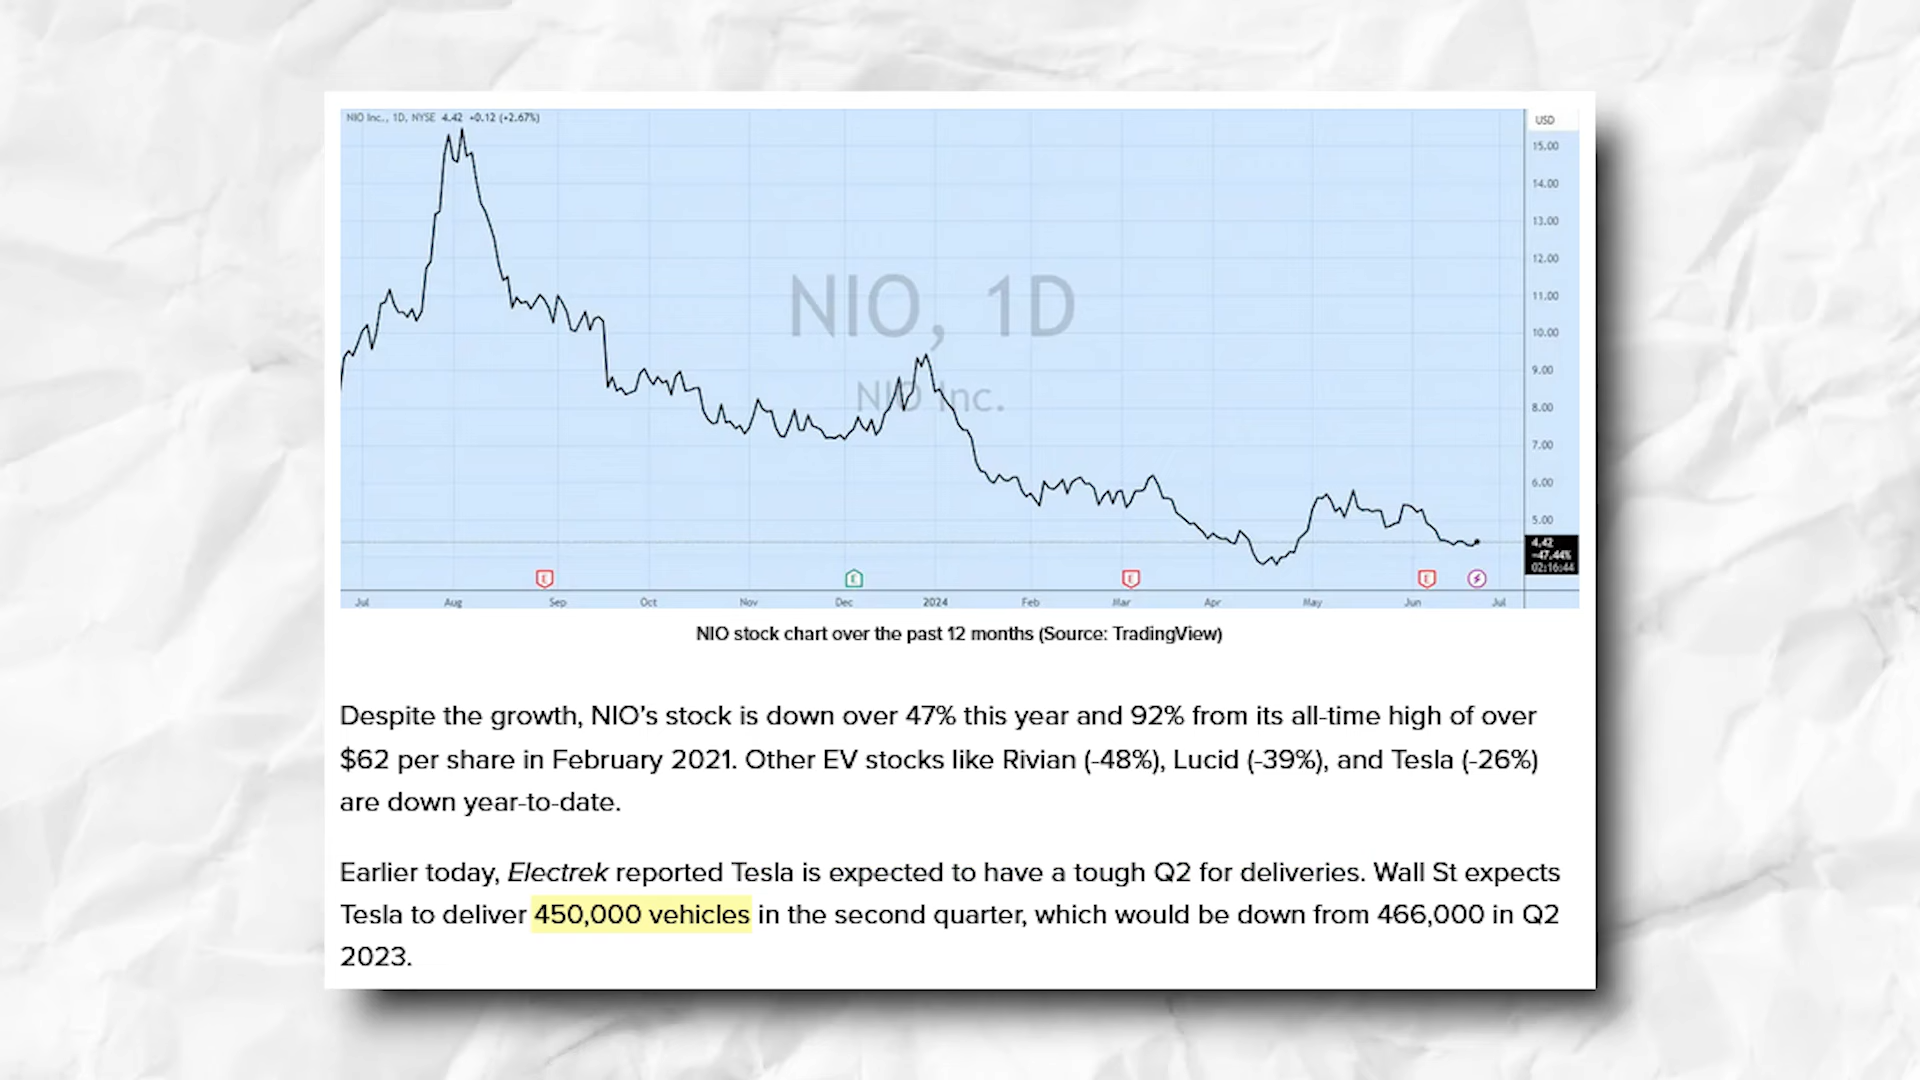 NIO Inc., 1D, NYSE 4.42 +0.12 (+2.67%)
USD
15.00
14.00
13.00
12.00
11.00
10.00
9.00
8.00
7.00
6.00
5.00
NIO, 1D
NIO Inc.
4.42
-47.44%
02:16:44
E E E E
Jul Aug Sep Oct Nov Dec 2024 Feb Mar Apr May Jun Jul
NIO stock chart over the past 12 months (Source: TradingView)
Despite the growth, NIO's stock is down over 47% this year and 92% from its all-time high of over
$62 per share in February 2021. Other EV stocks like Rivian (-48%), Lucid (-39%), and Tesla (-26%)
are down year-to-date.
Earlier today, Electrek reported Tesla is expected to have a tough Q2 for deliveries. Wall St expects
Tesla to deliver 450,000 vehicles in the second quarter, which would be down from 466,000 in Q2
2023.